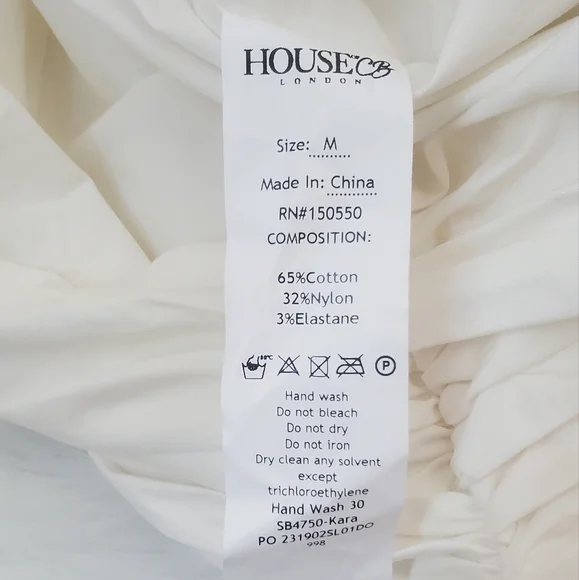 HOUSE OF CB
LONDON
Size: M
Made In: China
RN#150550
COMPOSITION:
65%Cotton
32%Nylon
3%Elastane
P
Hand wash
Do not bleach
Do not dry
Do not iron
Dry clean any solvent
except
trichloroethylene
Hand Wash 30
SB4750-Kara
PO 231902SL01DO
998